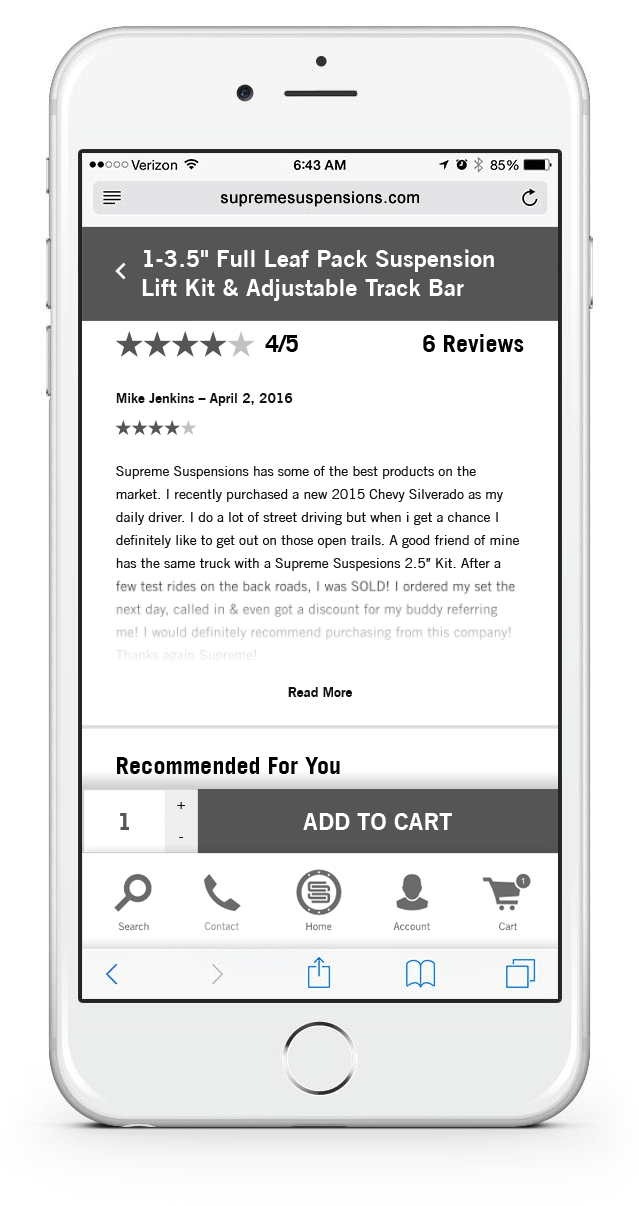 Verizon 6:43 AM 85%
supremesuspensions.com
1-3.5" Full Leaf Pack Suspension
Lift Kit & Adjustable Track Bar
4/5 6 Reviews
Mike Jenkins – April 2, 2016
Supreme Suspensions has some of the best products on the
market. I recently purchased a new 2015 Chevy Silverado as my
daily driver. I do a lot of street driving but when i get a chance I
definitely like to get out on those open trails. A good friend of mine
has the same truck with a Supreme Suspesions 2.5″ Kit. After a
few test rides on the back roads, I was SOLD! I ordered my set the
next day, called in & even got a discount for my buddy referring
me! I would definitely recommend purchasing from this company!
Thanks again Supreme!
Read More
Recommended For You
1 + - ADD TO CART
1
Search Contact Home Account Cart